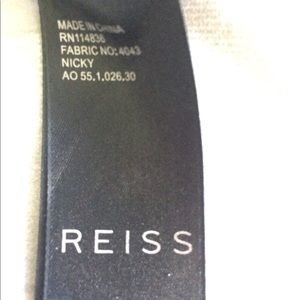 MADE IN CHINA
RN114836
FABRIC NO: 4043
NICKY
AO 55.1.026.30
REISS